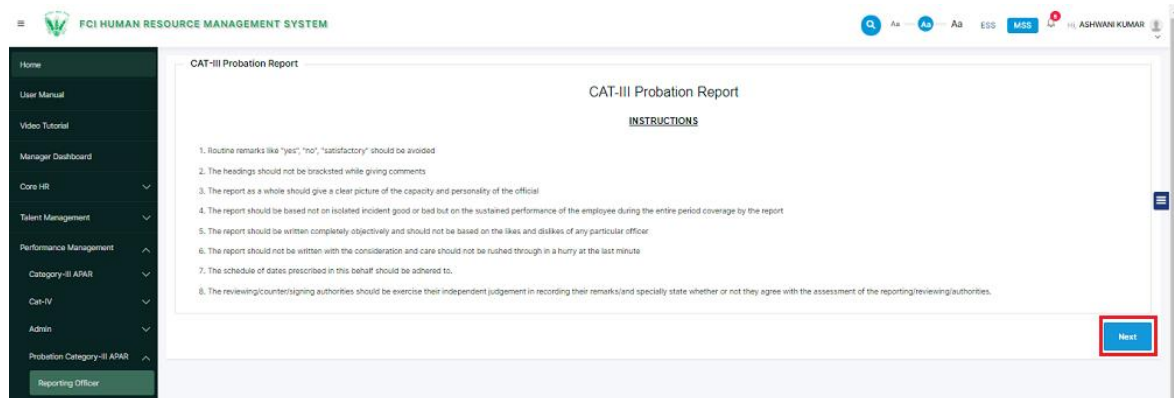 FCI HUMAN RESOURCE MANAGEMENT SYSTEM
Aa Aa Aa ESS MSS Hi, ASHWANI KUMAR
Home
User Manual
Video Tutorial
Manager Dashboard
Core HR
Talent Management
Performance Management
Category-III APAR
Cat-IV
Admin
Probation Category-III APAR
Reporting Officer
CAT-III Probation Report
CAT-III Probation Report
INSTRUCTIONS
1. Routine remarks like "yes", "no", "satisfactory" should be avoided
2. The headings should not be bracksted while giving comments
3. The report as a whole should give a clear picture of the capacity and personality of the official
4. The report should be based not on isolated incident good or bad but on the sustained performance of the employee during the entire period coverage by the report
5. The report should be written completely objectively and should not be based on the likes and dislikes of any particular officer
6. The report should not be written with the consideration and care should not be rushed through in a hurry at the last minute
7. The schedule of dates prescribed in this behalf should be adhered to.
8. The reviewing/counter/signing authorities should be exercise their independent judgement in recording their remarks/and specially state whether or not they agree with the assessment of the reporting/reviewing/authorities.
Next